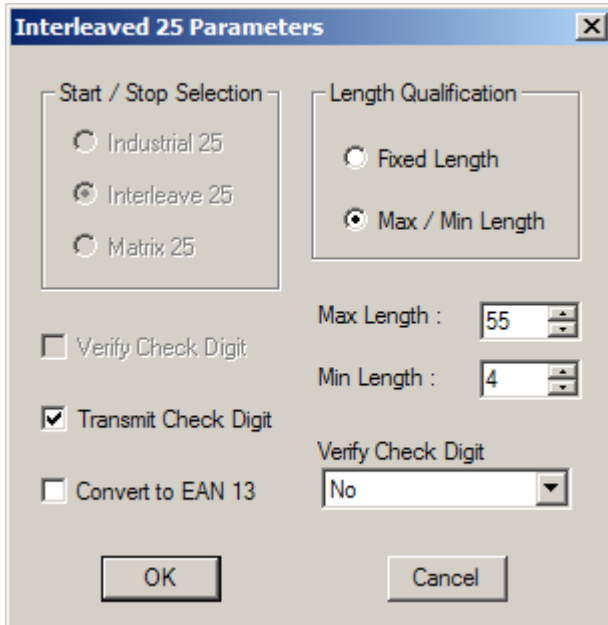 Interleaved 25 Parameters
Start / Stop Selection
Industrial 25
Interleave 25
Matrix 25
Length Qualification
Fixed Length
Max / Min Length
Verify Check Digit
Transmit Check Digit
Convert to EAN 13
Max Length : 55
Min Length : 4
Verify Check Digit
No
OK
Cancel